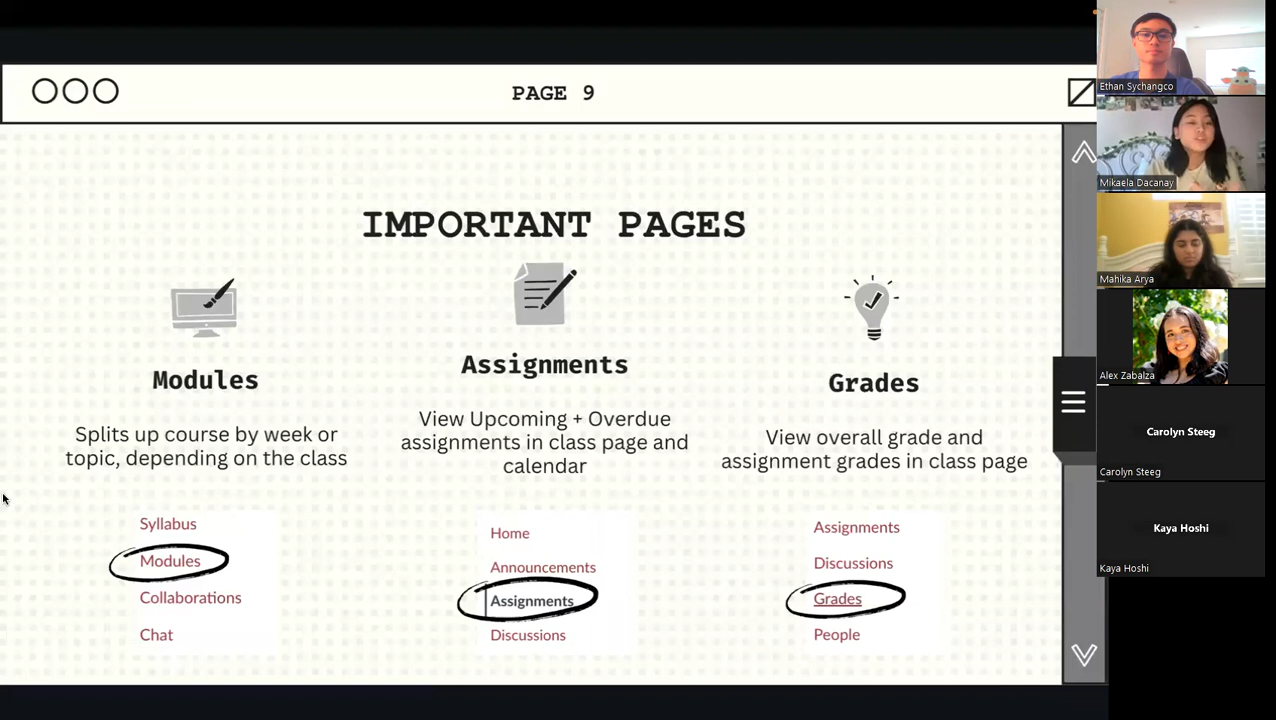 PAGE 9
IMPORTANT PAGES
Modules
Splits up course by week or
topic, depending on the class
Syllabus
Modules
Collaborations
Chat
Assignments
View Upcoming + Overdue
assignments in class page and
calendar
Home
Announcements
Assignments
Discussions
Grades
View overall grade and
assignment grades in class page
Assignments
Discussions
Grades
People
Ethan Sychangco
Mikaela Dacanay
Mahika Arya
Alex Zabalza
Carolyn Steeg
Carolyn Steeg
Kaya Hoshi
Kaya Hoshi